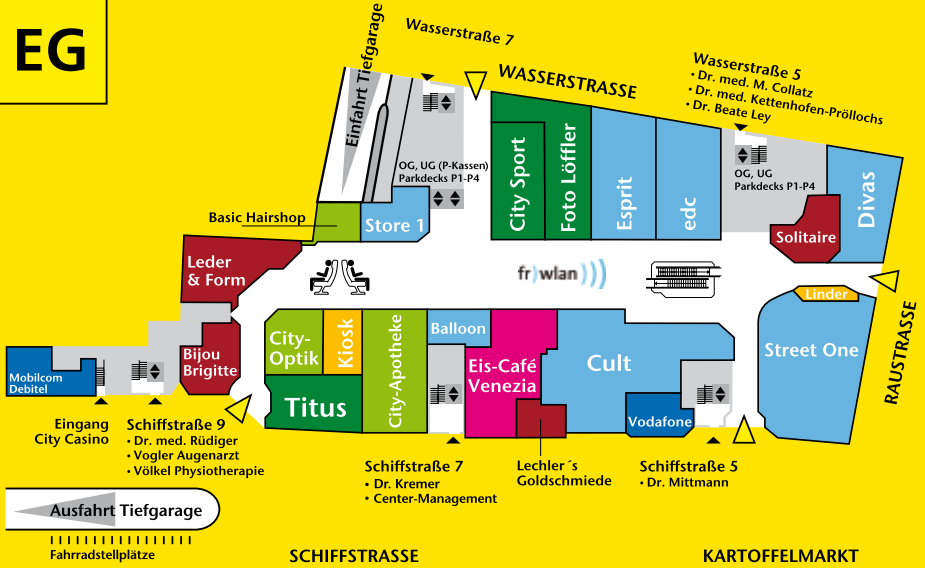 EG
Einfahrt Tiefgarage
Wasserstraße 7
WASSERSTRASSE
Wasserstraße 5
• Dr. med. M. Collatz
• Dr. med. Kettenhofen-Pröllochs
• Dr. Beate Ley
OG, UG (P-Kassen)
Parkdecks P1-P4
City Sport
Foto Löffler
Esprit
edc
OG, UG
Parkdecks P1-P4
Divas
Solitaire
Basic Hairshop
Store 1
Leder
& Form
fr)wlan
Linder
RAUSTRASSE
Street One
City-
Optik
Kiosk
City-Apotheke
Balloon
Eis-Café
Venezia
Cult
Bijou
Brigitte
Mobilcom
Debitel
Titus
Vodafone
Eingang
City Casino
Schiffstraße 9
• Dr. med. Rüdiger
• Vogler Augenarzt
• Völkel Physiotherapie
Schiffstraße 7
• Dr. Kremer
• Center-Management
Lechler´s
Goldschmiede
Schiffstraße 5
• Dr. Mittmann
Ausfahrt Tiefgarage
Fahrradstellplätze
SCHIFFSTRASSE
KARTOFFELMARKT